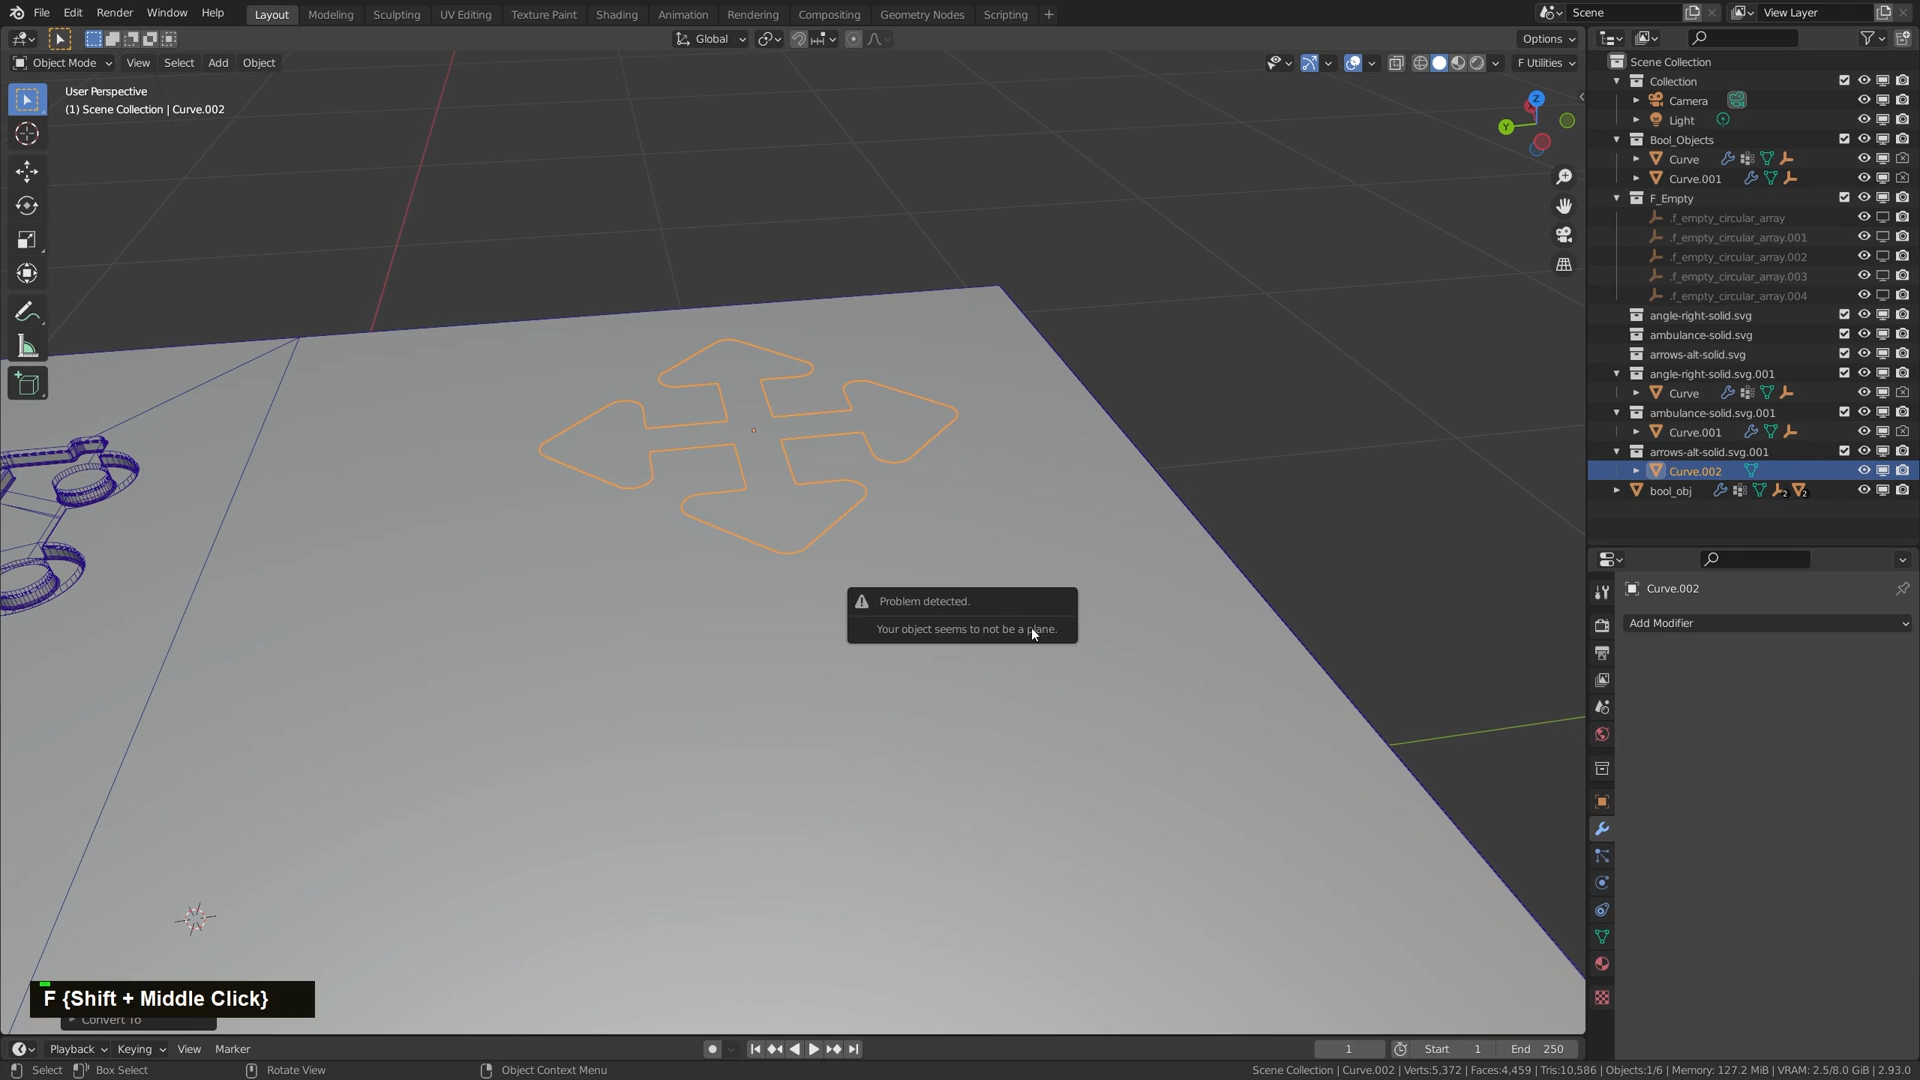 File Edit Render Window Help Layout Modeling Sculpting UV Editing Texture Paint Shading Animation Rendering Compositing Geometry Nodes Scripting + Scene View Layer
Global Options
Object Mode View Select Add Object F Utilities
User Perspective
(1) Scene Collection | Curve.002
Z
Y
X
Scene Collection
Collection
Camera
Light
Bool_Objects
Curve
Curve.001
F_Empty
.f_empty_circular_array
.f_empty_circular_array.001
.f_empty_circular_array.002
.f_empty_circular_array.003
.f_empty_circular_array.004
angle-right-solid.svg
ambulance-solid.svg
arrows-alt-solid.svg
angle-right-solid.svg.001
Curve
ambulance-solid.svg.001
Curve.001
arrows-alt-solid.svg.001
Curve.002
bool_obj 2 2
Curve.002
Add Modifier
Problem detected.
Your object seems to not be a plane.
F {Shift + Middle Click}
Convert To
Playback Keying View Marker 1 Start 1 End 250
Select Box Select Rotate View Object Context Menu Scene Collection | Curve.002 | Verts:5,372 | Faces:4,459 | Tris:10,586 | Objects:1/6 | Memory: 127.2 MiB | VRAM: 2.5/8.0 GiB | 2.93.0